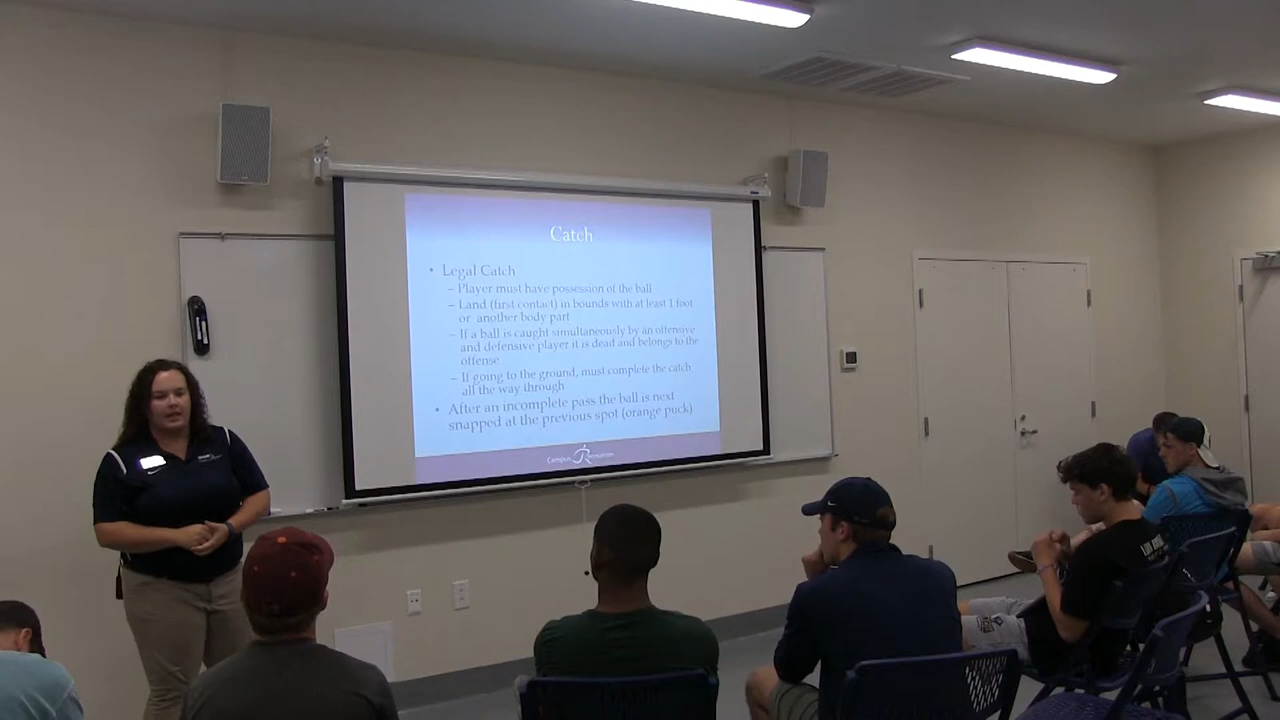 Catch
• Legal Catch
– Player must have possession of the ball
– Land (first contact) in bounds with at least 1 foot
or another body part
– If a ball is caught simultaneously by an offensive
and defensive player it is dead and belongs to the
offense
– If going to the ground, must complete the catch
all the way through
• After an incomplete pass the ball is next
snapped at the previous spot (orange puck)
Campus Recreation